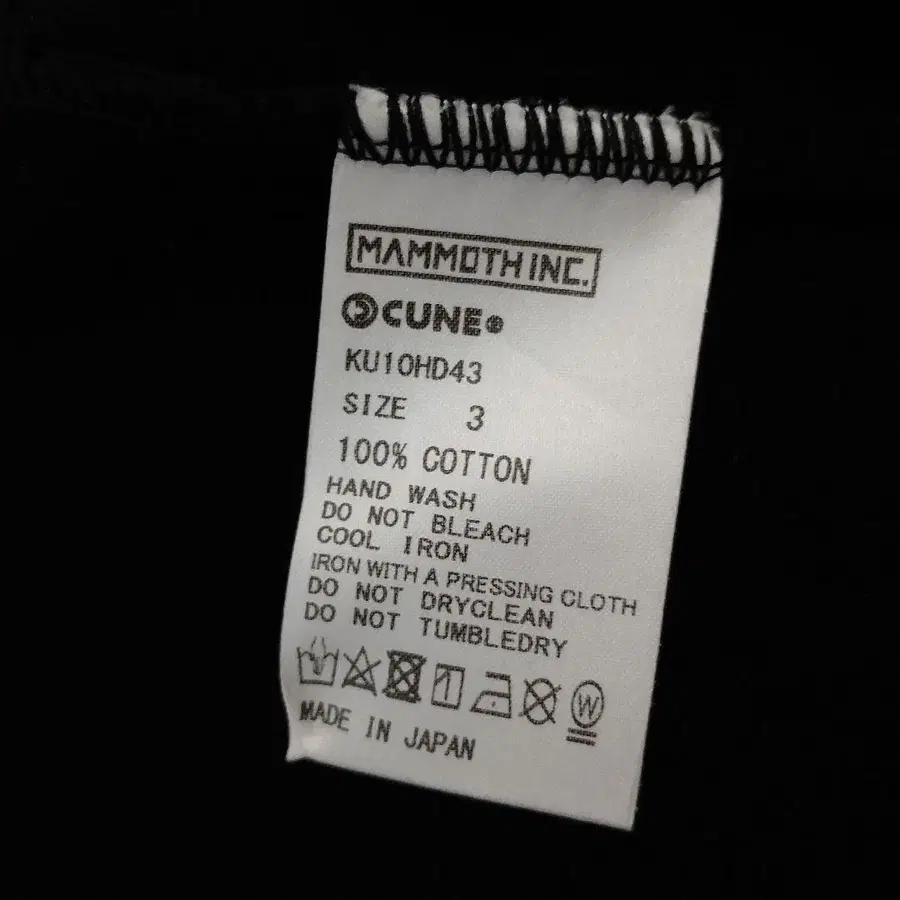 MAMMOTH INC.
CUNE®
KU10HD43
SIZE 3
100% COTTON
HAND WASH
DO NOT BLEACH
COOL IRON
IRON WITH A PRESSING CLOTH
DO NOT DRYCLEAN
DO NOT TUMBLEDRY
W
MADE IN JAPAN